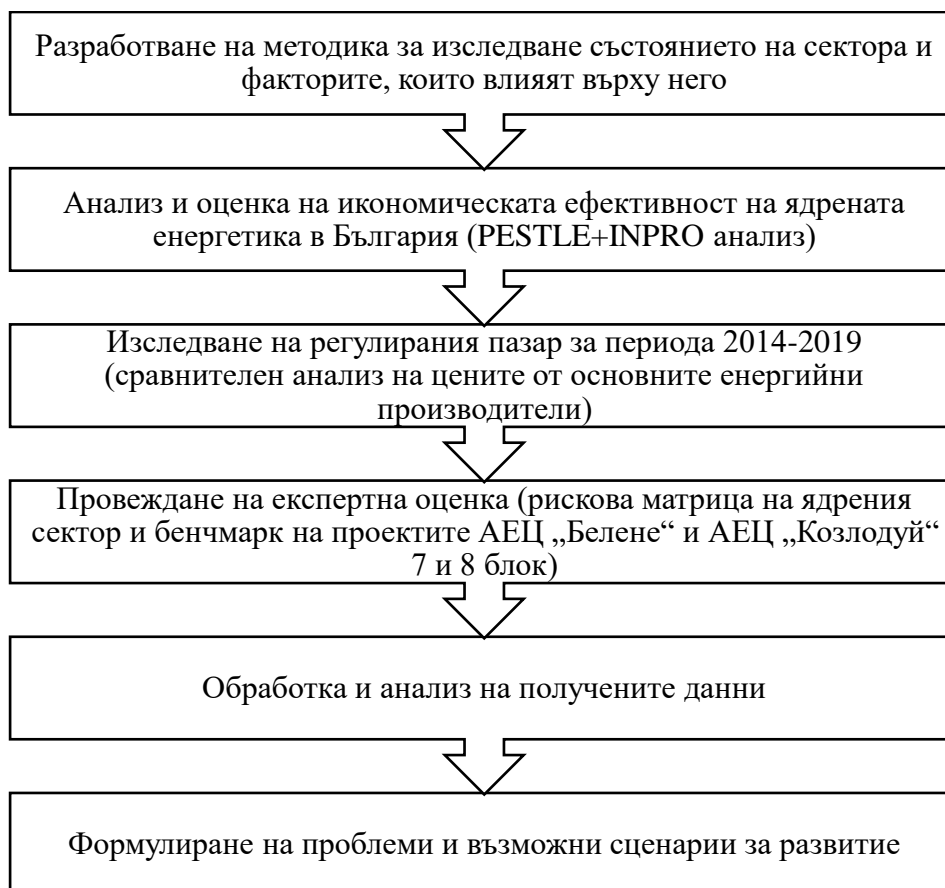 Разработване на методика за изследване състоянието на сектора и
факторите, които влияят върху него
Анализ и оценка на икономическата ефективност на ядрената
енергетика в България (PESTLE+INPRO анализ)
Изследване на регулирания пазар за периода 2014-2019
(сравнителен анализ на цените от основните енергийни
производители)
Провеждане на експертна оценка (рискова матрица на ядрения
сектор и бенчмарк на проектите АЕЦ „Белене“ и АЕЦ „Козлодуй“
7 и 8 блок)
Обработка и анализ на получените данни
Формулиране на проблеми и възможни сценарии за развитие